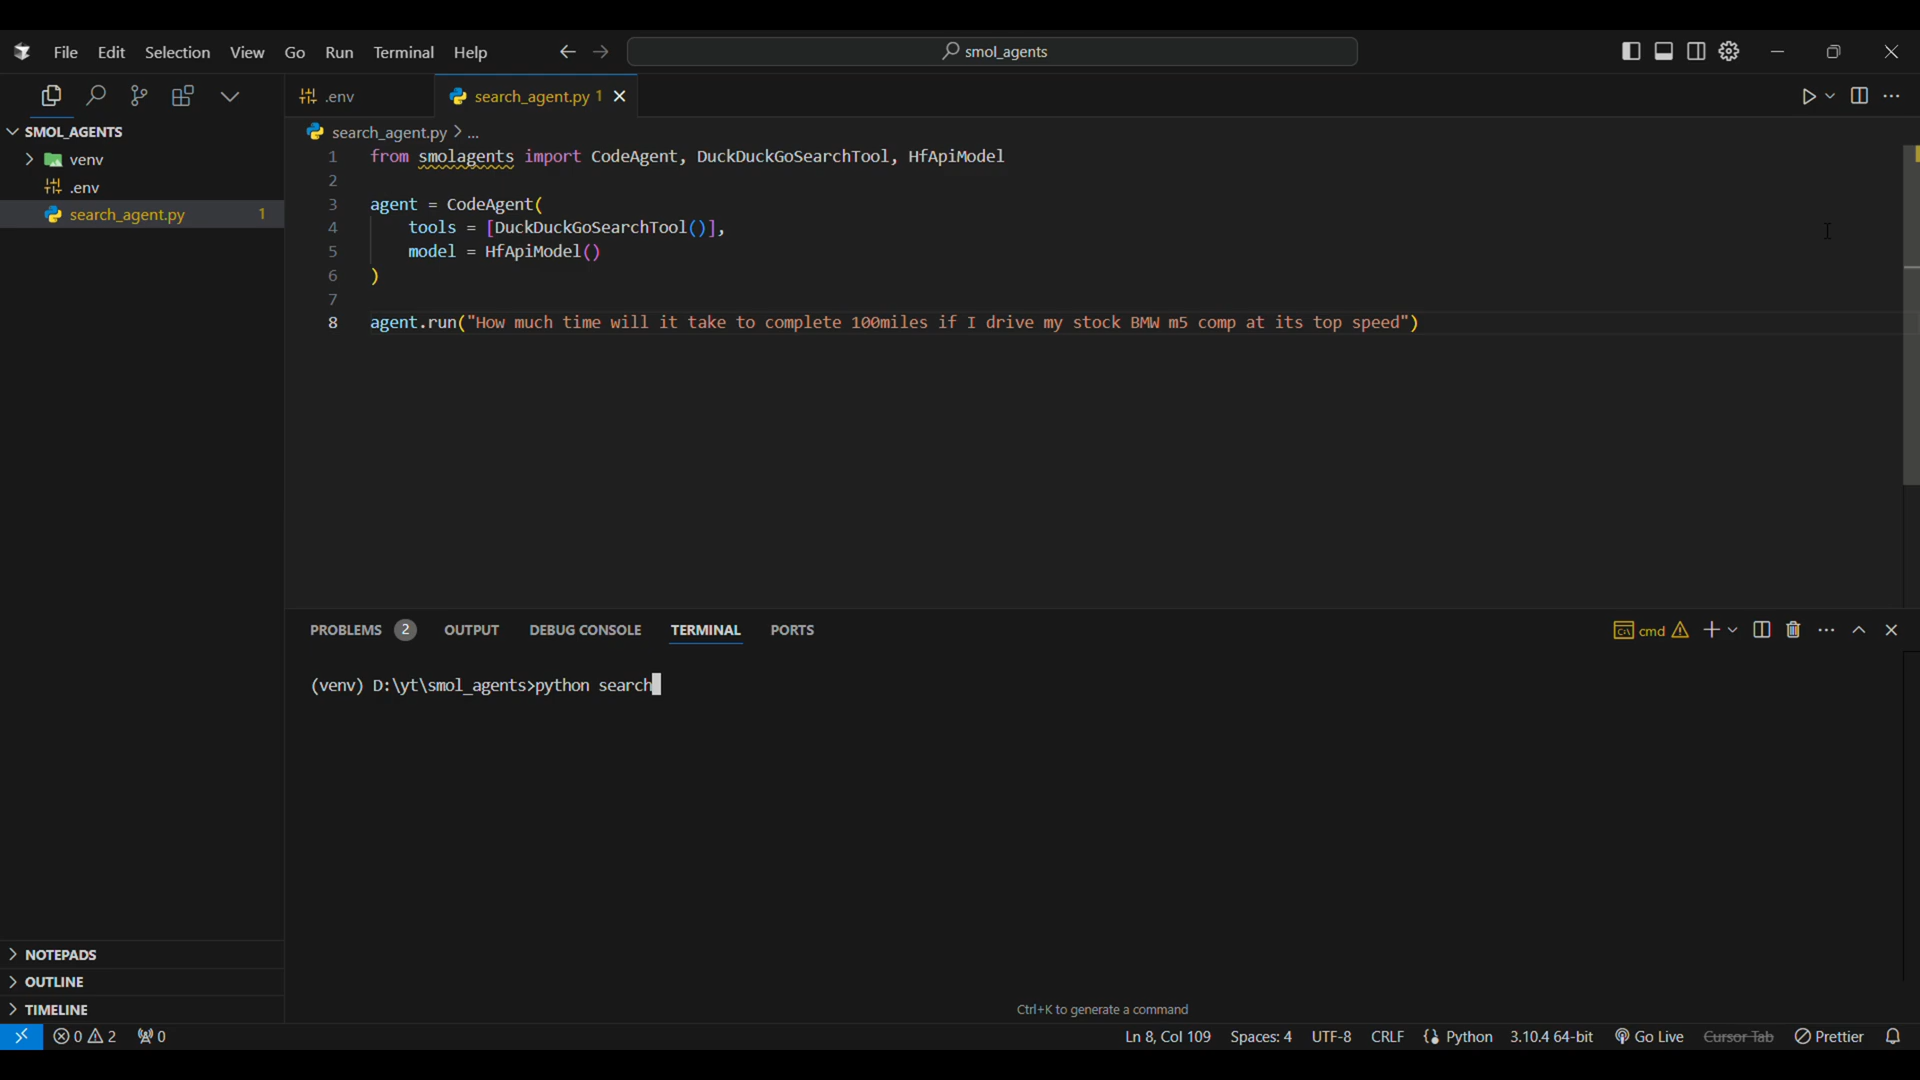 File Edit Selection View Go Run Terminal Help smol_agents
.env search_agent.py 1
SMOL_AGENTS
search_agent.py > ...
venv
.env
search_agent.py 1
1 from smolagents import CodeAgent, DuckDuckGoSearchTool, HfApiModel
2
3 agent = CodeAgent(
4 tools = [DuckDuckGoSearchTool()],
5 model = HfApiModel()
6 )
7
8 agent.run("How much time will it take to complete 100miles if I drive my stock BMW m5 comp at its top speed")
PROBLEMS 2 OUTPUT DEBUG CONSOLE TERMINAL PORTS cmd
(venv) D:\yt\smol_agents>python search
NOTEPADS
OUTLINE
TIMELINE
Ctrl+K to generate a command
0 2 0 Ln 8, Col 109 Spaces: 4 UTF-8 CRLF Python 3.10.4 64-bit Go Live Cursor Tab Prettier